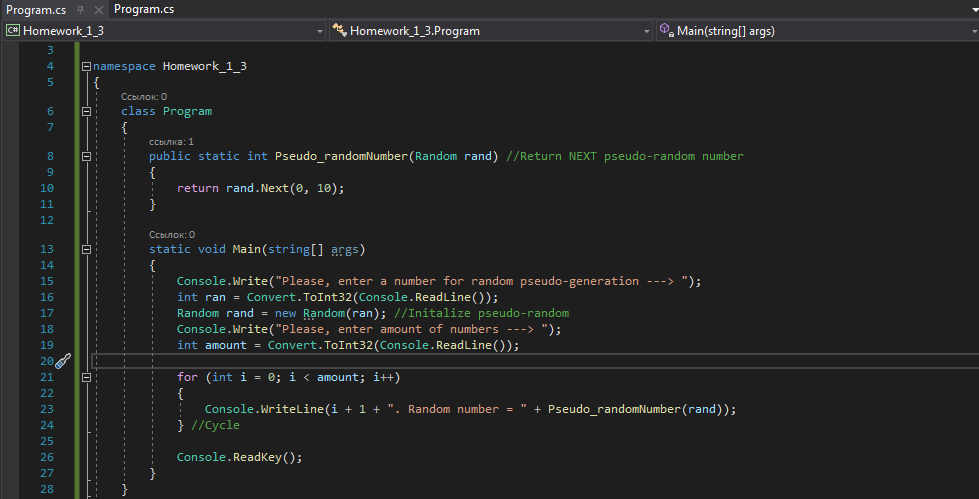 Program.cs Program.cs
Homework_1_3 Homework_1_3.Program Main(string[] args)
3
4 namespace Homework_1_3
5 {
Ссылок: 0
6 class Program
7 {
ссылка: 1
8 public static int Pseudo_randomNumber(Random rand) //Return NEXT pseudo-random number
9 {
10 return rand.Next(0, 10);
11 }
12
Ссылок: 0
13 static void Main(string[] args)
14 {
15 Console.Write("Please, enter a number for random pseudo-generation ---> ");
16 int ran = Convert.ToInt32(Console.ReadLine());
17 Random rand = new Random(ran); //Initalize pseudo-random
18 Console.Write("Please, enter amount of numbers ---> ");
19 int amount = Convert.ToInt32(Console.ReadLine());
20
21 for (int i = 0; i < amount; i++)
22 {
23 Console.WriteLine(i + 1 + ". Random number = " + Pseudo_randomNumber(rand));
24 } //Cycle
25
26 Console.ReadKey();
27 }
28 }